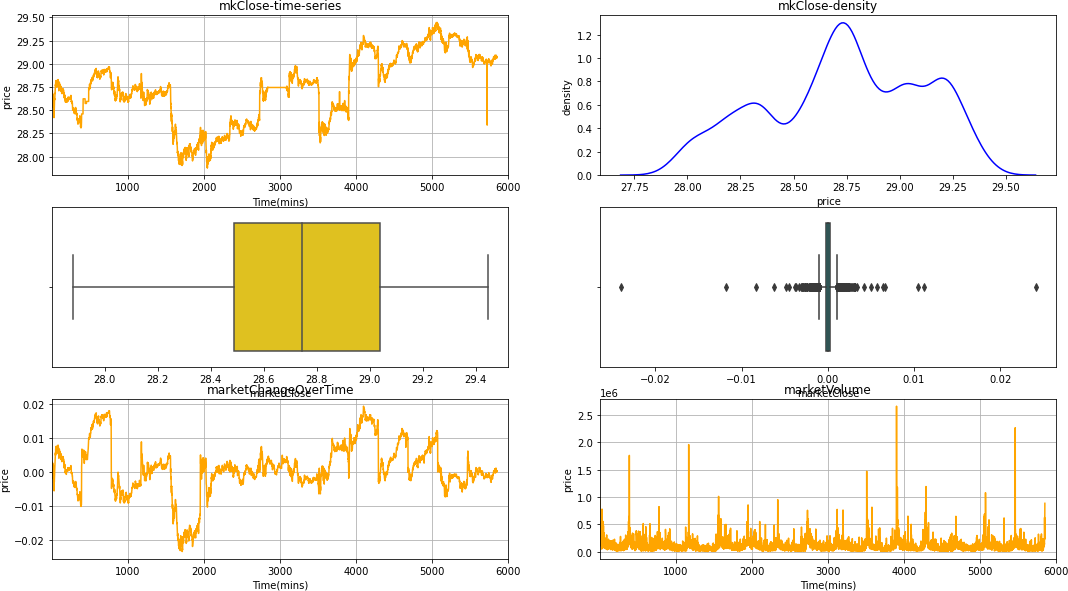 mkClose-time-series
29.50
29.25
29.00
28.75
28.50
28.25
28.00
price
1000 2000 3000 4000 5000 6000
Time(mins)
mkClose-density
1.2
1.0
0.8
0.6
0.4
0.2
0.0
density
27.75 28.00 28.25 28.50 28.75 29.00 29.25 29.50
price
28.0 28.2 28.4 28.6 28.8 29.0 29.2 29.4
marketClose
−0.02 −0.01 0.00 0.01 0.02
marketClose
marketChangeOverTime
0.02
0.01
0.00
−0.01
−0.02
price
1000 2000 3000 4000 5000 6000
Time(mins)
marketVolume
1e6
2.5
2.0
1.5
1.0
0.5
0.0
price
1000 2000 3000 4000 5000 6000
Time(mins)